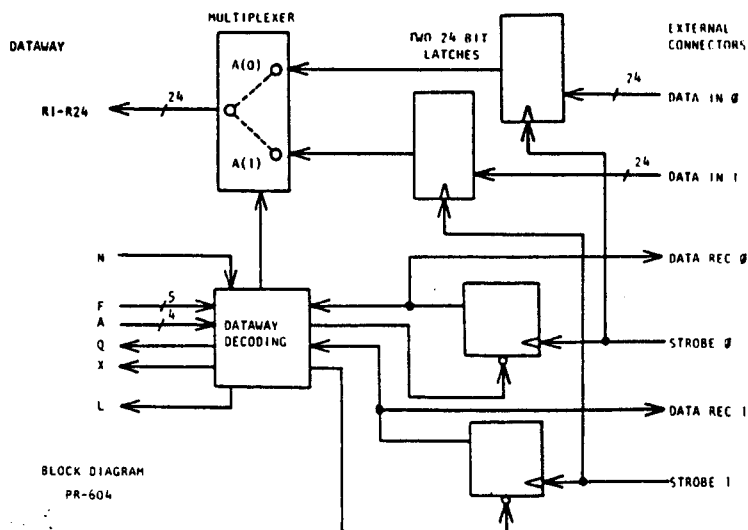 MULTIPLEXER
DATAWAY
TWO 24 BIT
LATCHES
EXTERNAL
CONNECTORS
A(0)
24
R1-R24
24
DATA IN Ø
A(1)
24
DATA IN 1
N
DATA REC Ø
F
5
A
4
DATAWAY
DECODING
Q
X
STROBE Ø
L
DATA REC 1
BLOCK DIAGRAM
PR-604
STROBE 1